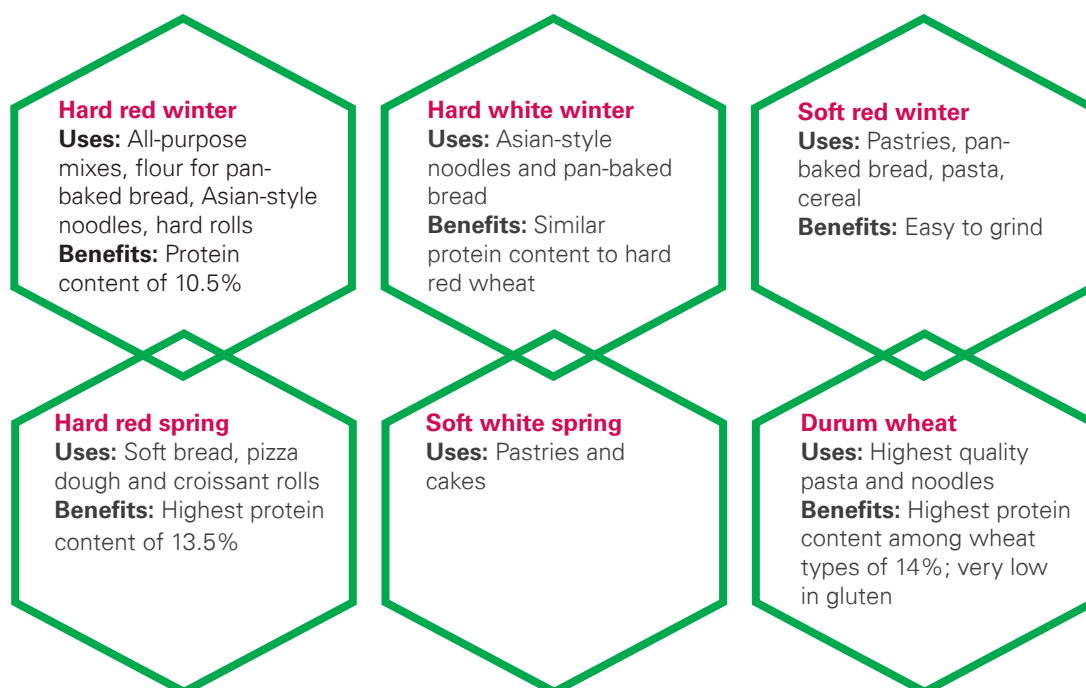 Hard red winter
Uses: All-purpose
mixes, flour for pan-
baked bread, Asian-style
noodles, hard rolls
Benefits: Protein
content of 10.5%
Hard white winter
Uses: Asian-style
noodles and pan-baked
bread
Benefits: Similar
protein content to hard
red wheat
Soft red winter
Uses: Pastries, pan-
baked bread, pasta,
cereal
Benefits: Easy to grind
Hard red spring
Uses: Soft bread, pizza
dough and croissant rolls
Benefits: Highest protein
content of 13.5%
Soft white spring
Uses: Pastries and
cakes
Durum wheat
Uses: Highest quality
pasta and noodles
Benefits: Highest protein
content among wheat
types of 14%; very low
in gluten